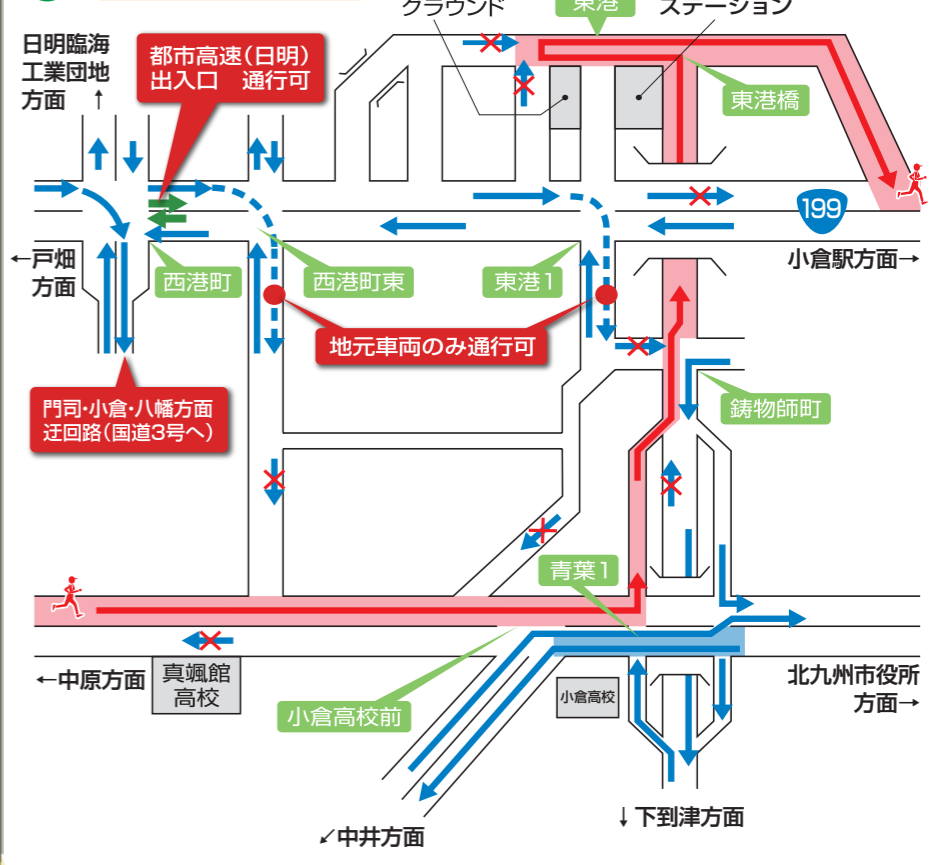 グラウンド
東港
ステーション
日明臨海
工業団地
方面 ↑
都市高速(日明)
出入口 通行可
東港橋
199
←戸畑
方面
西港町
西港町東
東港1
小倉駅方面→
地元車両のみ通行可
門司・小倉・八幡方面
迂回路(国道3号へ)
鋳物師町
青葉1
←中原方面
真颯館
高校
小倉高校前
小倉高校
北九州市役所
方面→
↙中井方面
↓下到津方面